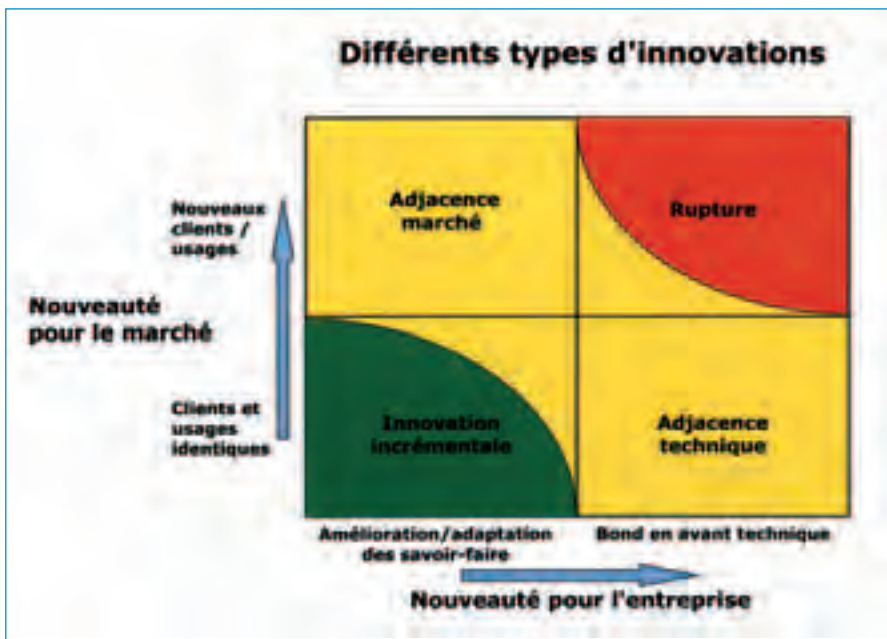 Différents types d'innovations
Nouveaux
clients /
usages
Adjacence
marché
Rupture
Nouveauté
pour le marché
Clients et
usages
identiques
Innovation
incrémentale
Adjacence
technique
Amélioration/adaptation
des savoir-faire
Bond en avant technique
Nouveauté pour l'entreprise